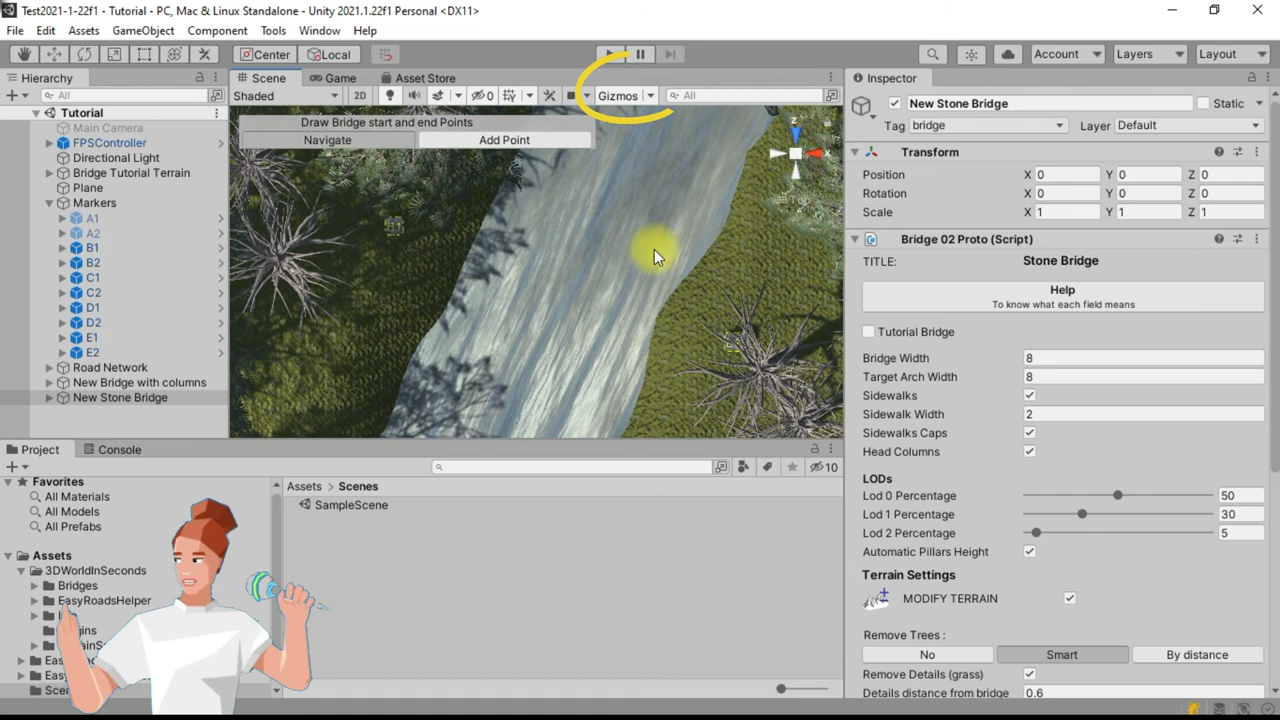 Test2021-1-22f1 - Tutorial - PC, Mac & Linux Standalone - Unity 2021.1.22f1 Personal <DX11>
File Edit Assets GameObject Component Tools Window Help
Center Local Account Layers Layout
Hierarchy
All
Tutorial
Main Camera
FPSController
Directional Light
Bridge Tutorial Terrain
Plane
Markers
A1
A2
B1
B2
C1
C2
D1
D2
E1
E2
Road Network
New Bridge with columns
New Stone Bridge
Scene Game Asset Store
Shaded 2D 0 Gizmos All
Draw Bridge start and end Points
Navigate Add Point
Z
X
Top
B1
Inspector
New Stone Bridge Static
Tag bridge Layer Default
Transform
Position X 0 Y 0 Z 0
Rotation X 0 Y 0 Z 0
Scale X 1 Y 1 Z 1
Bridge 02 Proto (Script)
TITLE: Stone Bridge
Help
To know what each field means
Tutorial Bridge
Bridge Width 8
Target Arch Width 8
Sidewalks
Sidewalk Width 2
Sidewalks Caps
Head Columns
LODs
Lod 0 Percentage 50
Lod 1 Percentage 30
Lod 2 Percentage 5
Automatic Pillars Height
Terrain Settings
MODIFY TERRAIN
Remove Trees :
No Smart By distance
Remove Details (grass)
Details distance from bridge 0.6
Project Console
10
Favorites
All Materials
All Models
All Prefabs
Assets
3DWorldInSeconds
Bridges
EasyRoadsHelper
Assets > Scenes
SampleScene